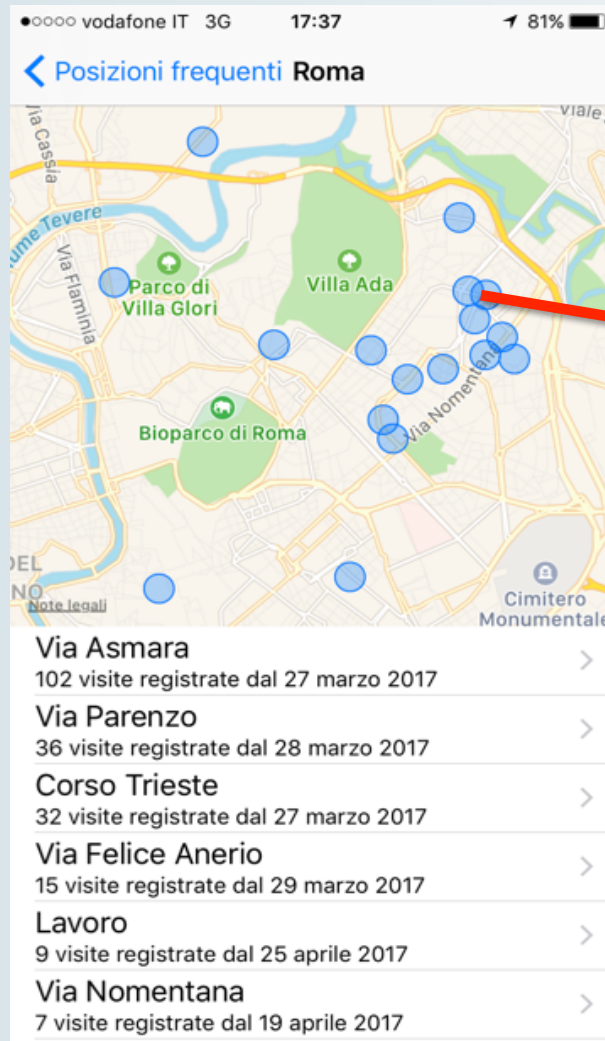 vodafone IT 3G 17:37 81%
Posizioni frequenti Roma
Via Cassia
Viale
Tevere
Via Flaminia
Parco di
Villa Glori
Villa Ada
Via Nomentana
Bioparco di Roma
Note legali
Cimitero
Monumentale
Via Asmara
102 visite registrate dal 27 marzo 2017
Via Parenzo
36 visite registrate dal 28 marzo 2017
Corso Trieste
32 visite registrate dal 27 marzo 2017
Via Felice Anerio
15 visite registrate dal 29 marzo 2017
Lavoro
9 visite registrate dal 25 aprile 2017
Via Nomentana
7 visite registrate dal 19 aprile 2017